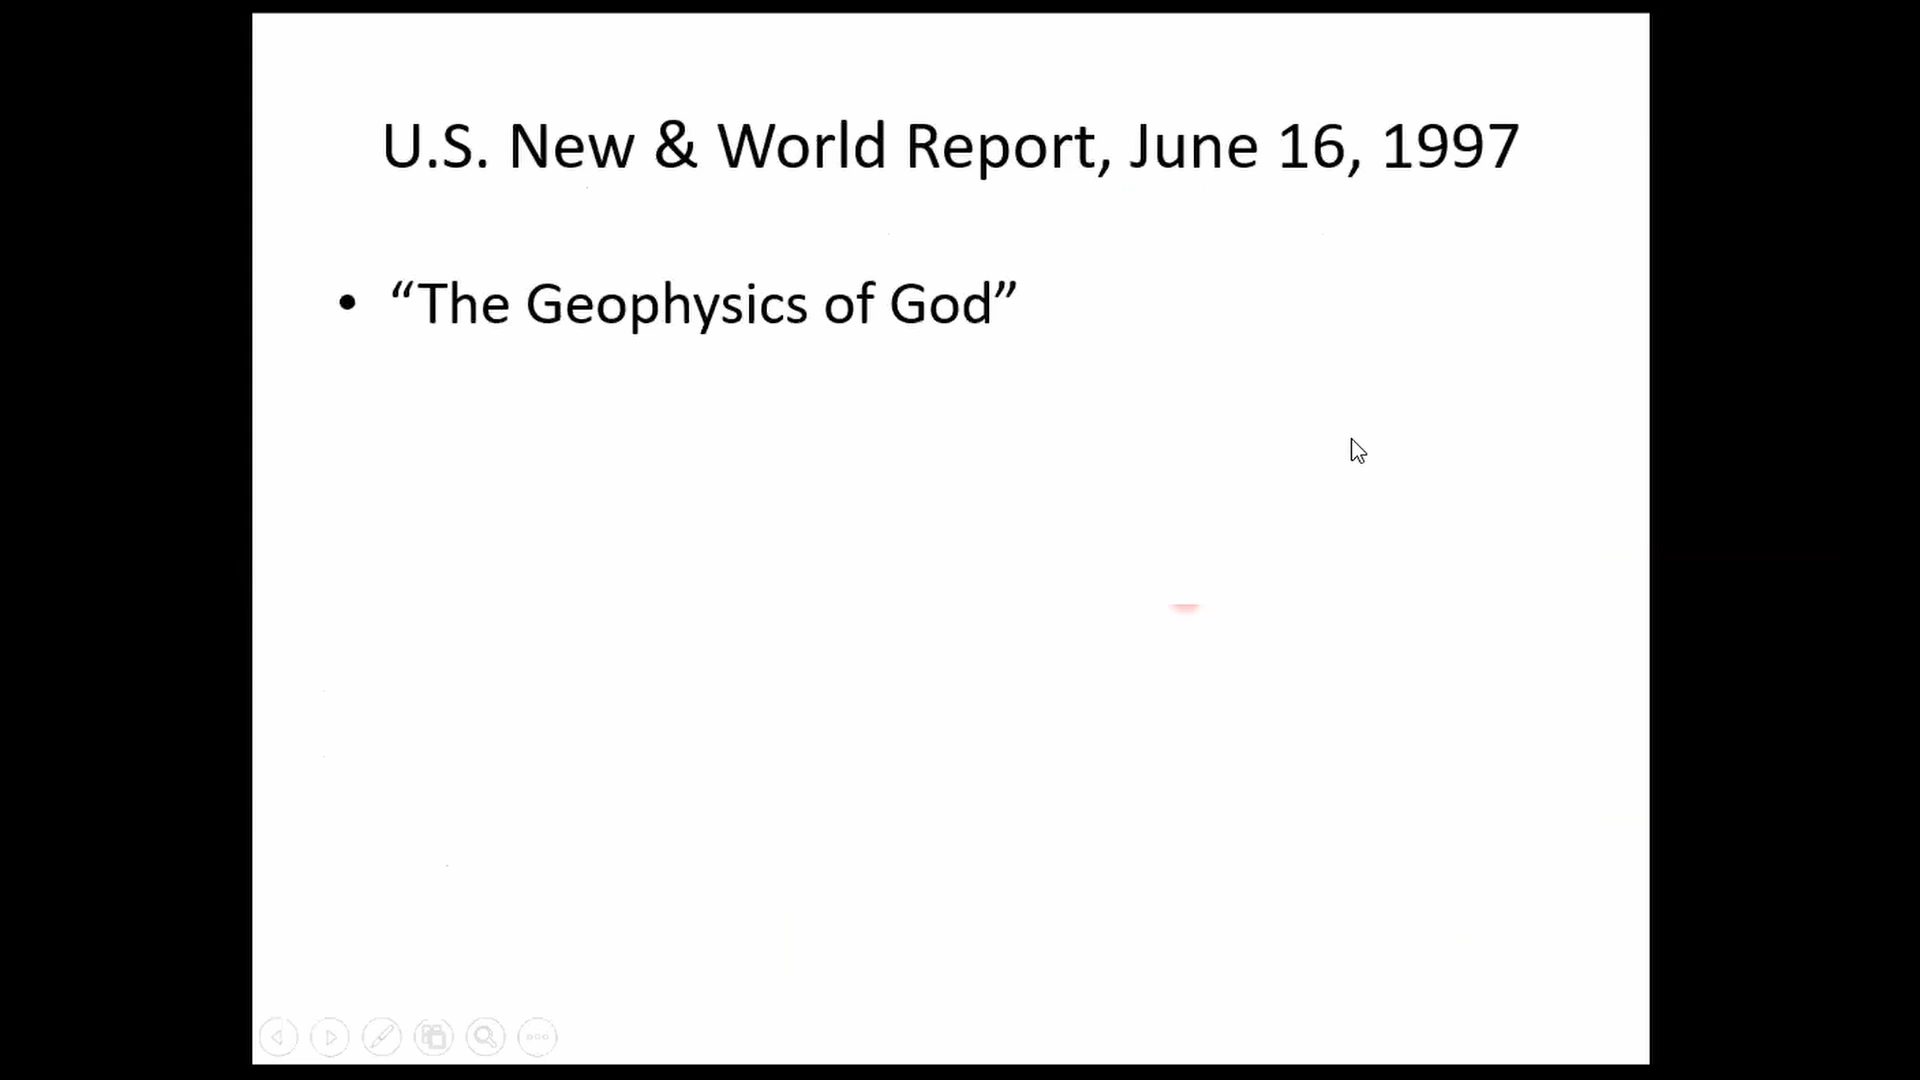 U.S. New & World Report, June 16, 1997
• “The Geophysics of God”